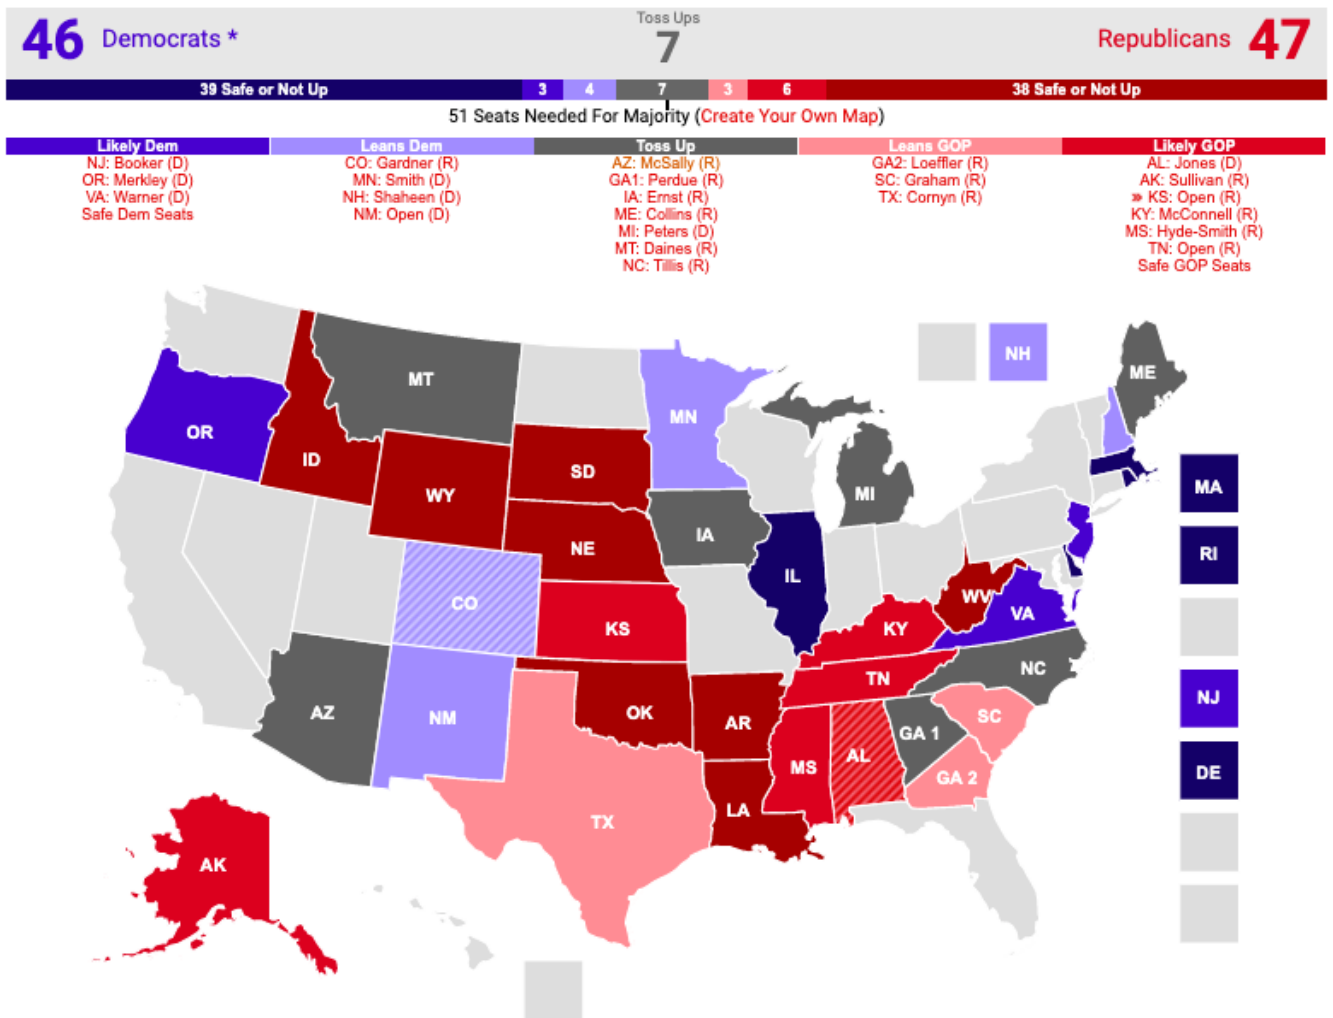 46 Democrats *
Toss Ups
7
Republicans 47
39 Safe or Not Up
3
4
7
3
6
38 Safe or Not Up
51 Seats Needed For Majority (Create Your Own Map)
Likely Dem
NJ: Booker (D)
OR: Merkley (D)
VA: Warner (D)
Safe Dem Seats
Leans Dem
CO: Gardner (R)
MN: Smith (D)
NH: Shaheen (D)
NM: Open (D)
Toss Up
AZ: McSally (R)
GA1: Perdue (R)
IA: Ernst (R)
ME: Collins (R)
MI: Peters (D)
MT: Daines (R)
NC: Tillis (R)
Leans GOP
GA2: Loeffler (R)
SC: Graham (R)
TX: Cornyn (R)
Likely GOP
AL: Jones (D)
AK: Sullivan (R)
» KS: Open (R)
KY: McConnell (R)
MS: Hyde-Smith (R)
TN: Open (R)
Safe GOP Seats
NH
ME
MT
MN
OR
ID
SD
WY
MI
MA
IA
NE
RI
IL
CO
WV
VA
KS
KY
NC
TN
NJ
AZ
NM
OK
AR
SC
GA 1
AL
MS
GA 2
DE
LA
TX
AK